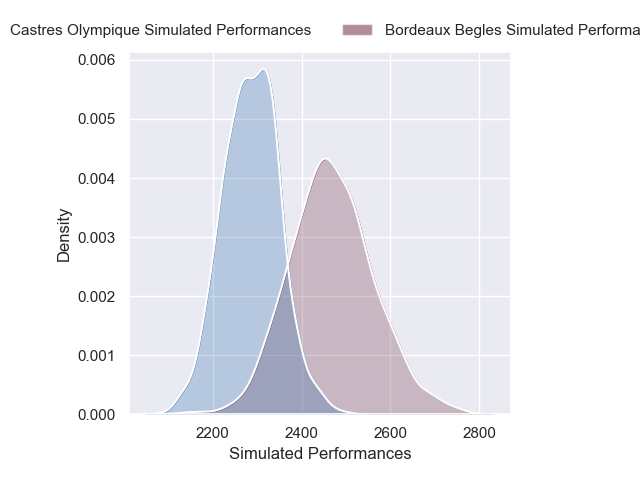 Castres Olympique Simulated Performances
Bordeaux Begles Simulated Performa
0.006
0.005
0.004
0.003
0.002
0.001
0.000
Density
2200 2400 2600 2800
Simulated Performances